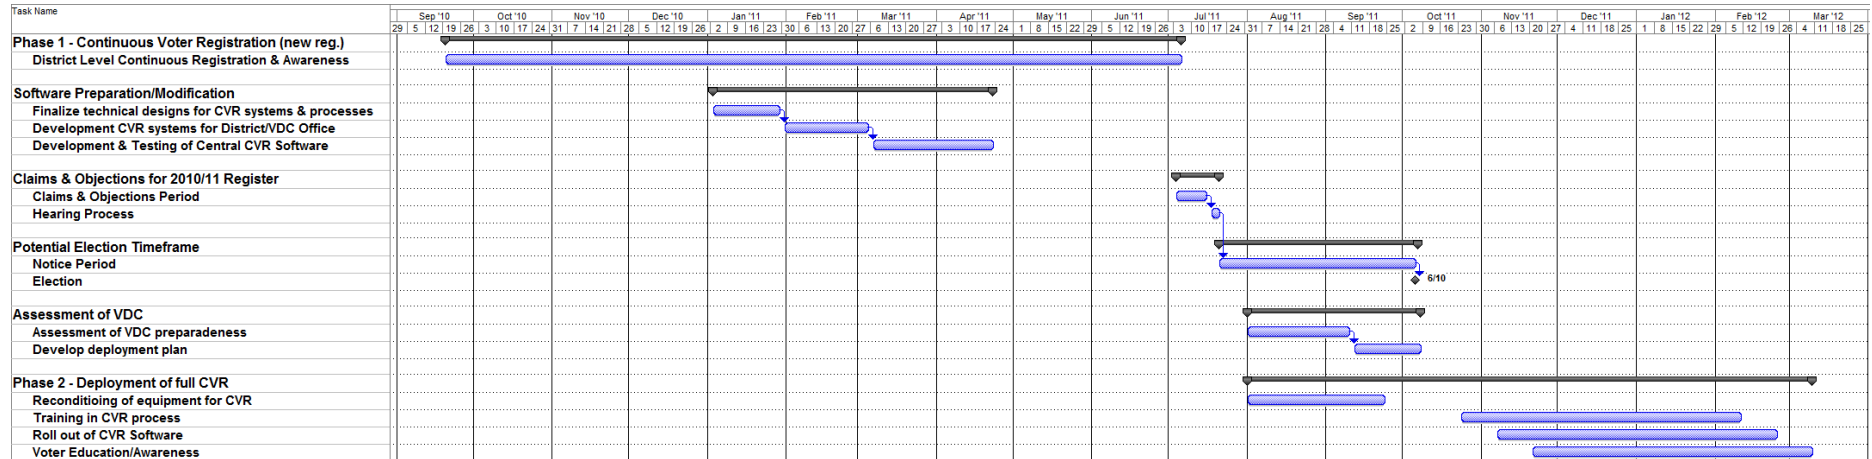 Task Name
Sep '10 Oct '10 Nov '10 Dec '10 Jan '11 Feb '11 Mar '11 Apr '11 May '11 Jun '11 Jul '11 Aug '11 Sep '11 Oct '11 Nov '11 Dec '11 Jan '12 Feb '12 Mar '12
29 5 12 19 26 3 10 17 24 31 7 14 21 28 5 12 19 26 2 9 16 23 30 6 13 20 27 6 13 20 27 3 10 17 24 1 8 15 22 29 5 12 19 26 3 10 17 24 31 7 14 21 28 4 11 18 25 2 9 16 23 30 6 13 20 27 4 11 18 25 1 8 15 22 29 5 12 19 26 4 11 18 25
Phase 1 - Continuous Voter Registration (new reg.)
District Level Continuous Registration & Awareness
Software Preparation/Modification
Finalize technical designs for CVR systems & processes
Development CVR systems for District/VDC Office
Development & Testing of Central CVR Software
Claims & Objections for 2010/11 Register
Claims & Objections Period
Hearing Process
Potential Election Timeframe
Notice Period
Election 6/10
Assessment of VDC
Assessment of VDC preparadeness
Develop deployment plan
Phase 2 - Deployment of full CVR
Reconditioing of equipment for CVR
Training in CVR process
Roll out of CVR Software
Voter Education/Awareness